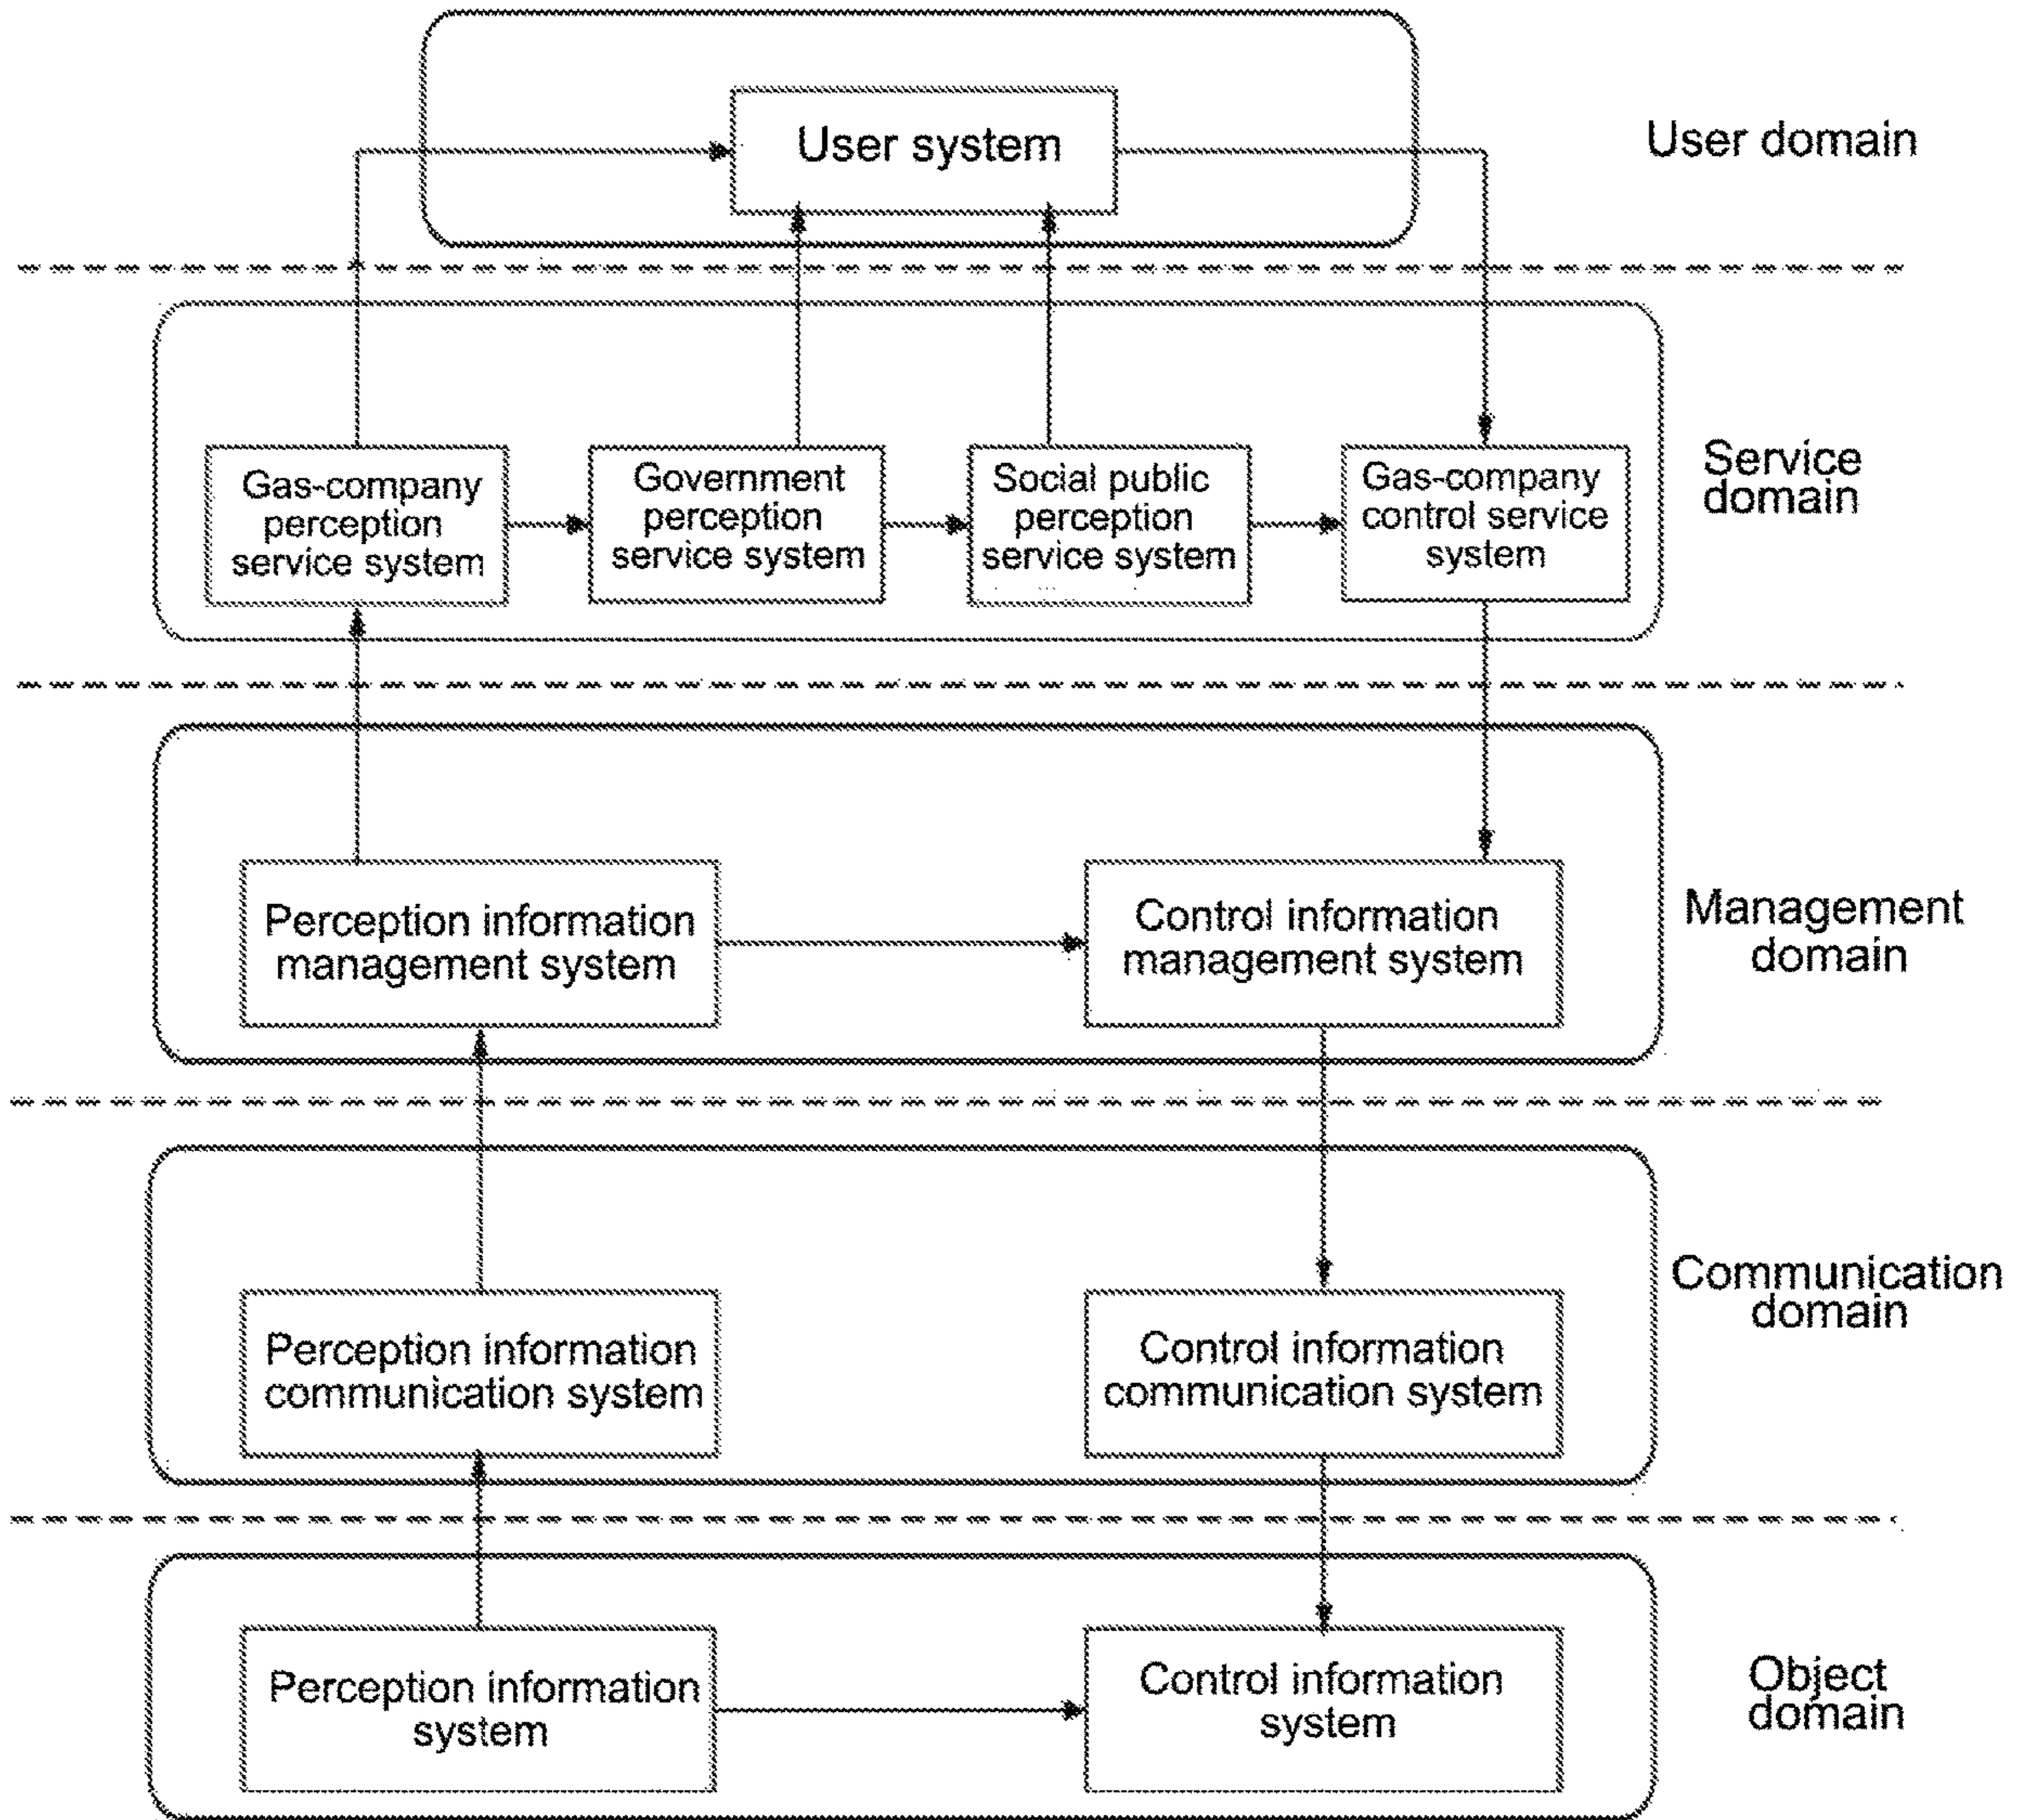 User system
User domain
Gas-company
perception
service system
Government
perception
service system
Social public
perception
service system
Gas-company
control service
system
Service
domain
Perception information
management system
Control information
management system
Management
domain
Perception information
communication system
Control information
communication system
Communication
domain
Perception information
system
Control information
system
Object
domain